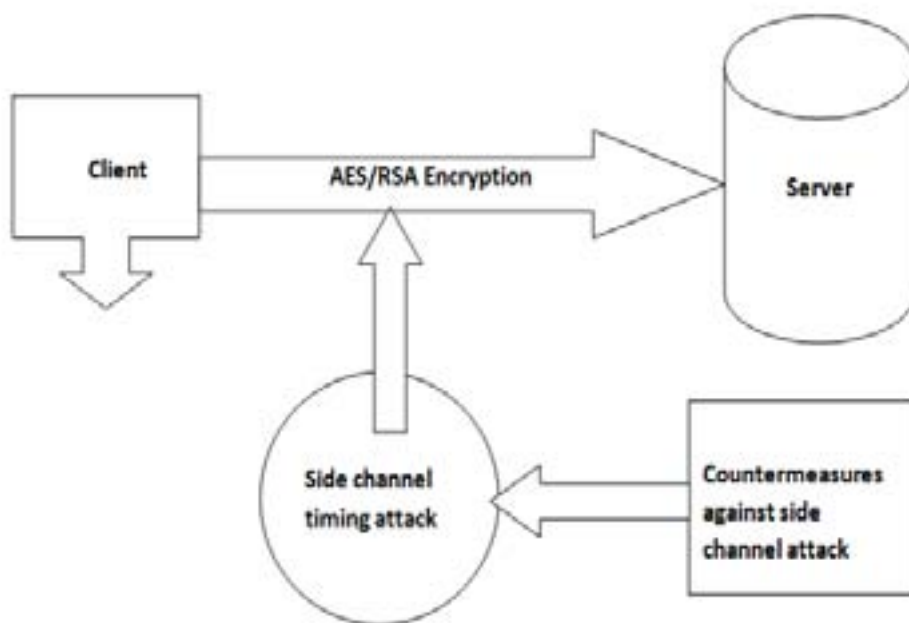 Client
AES/RSA Encryption
Server
Side channel
timing attack
Countermeasures
against side
channel attack